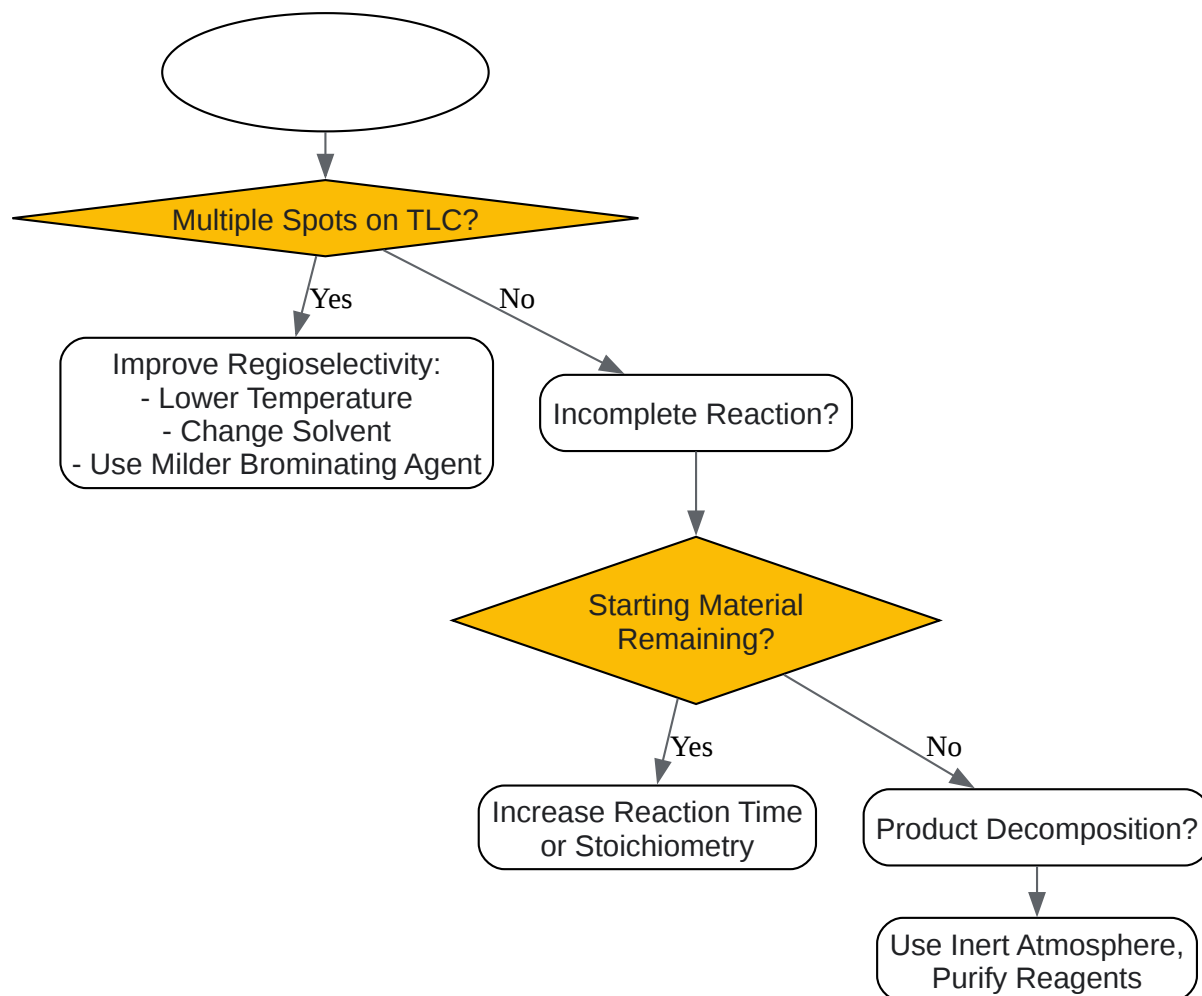 Multiple Spots on TLC?
Yes
No
Improve Regioselectivity:
- Lower Temperature
- Change Solvent
- Use Milder Brominating Agent
Incomplete Reaction?
Starting Material
Remaining?
Yes
No
Increase Reaction Time
or Stoichiometry
Product Decomposition?
Use Inert Atmosphere,
Purify Reagents